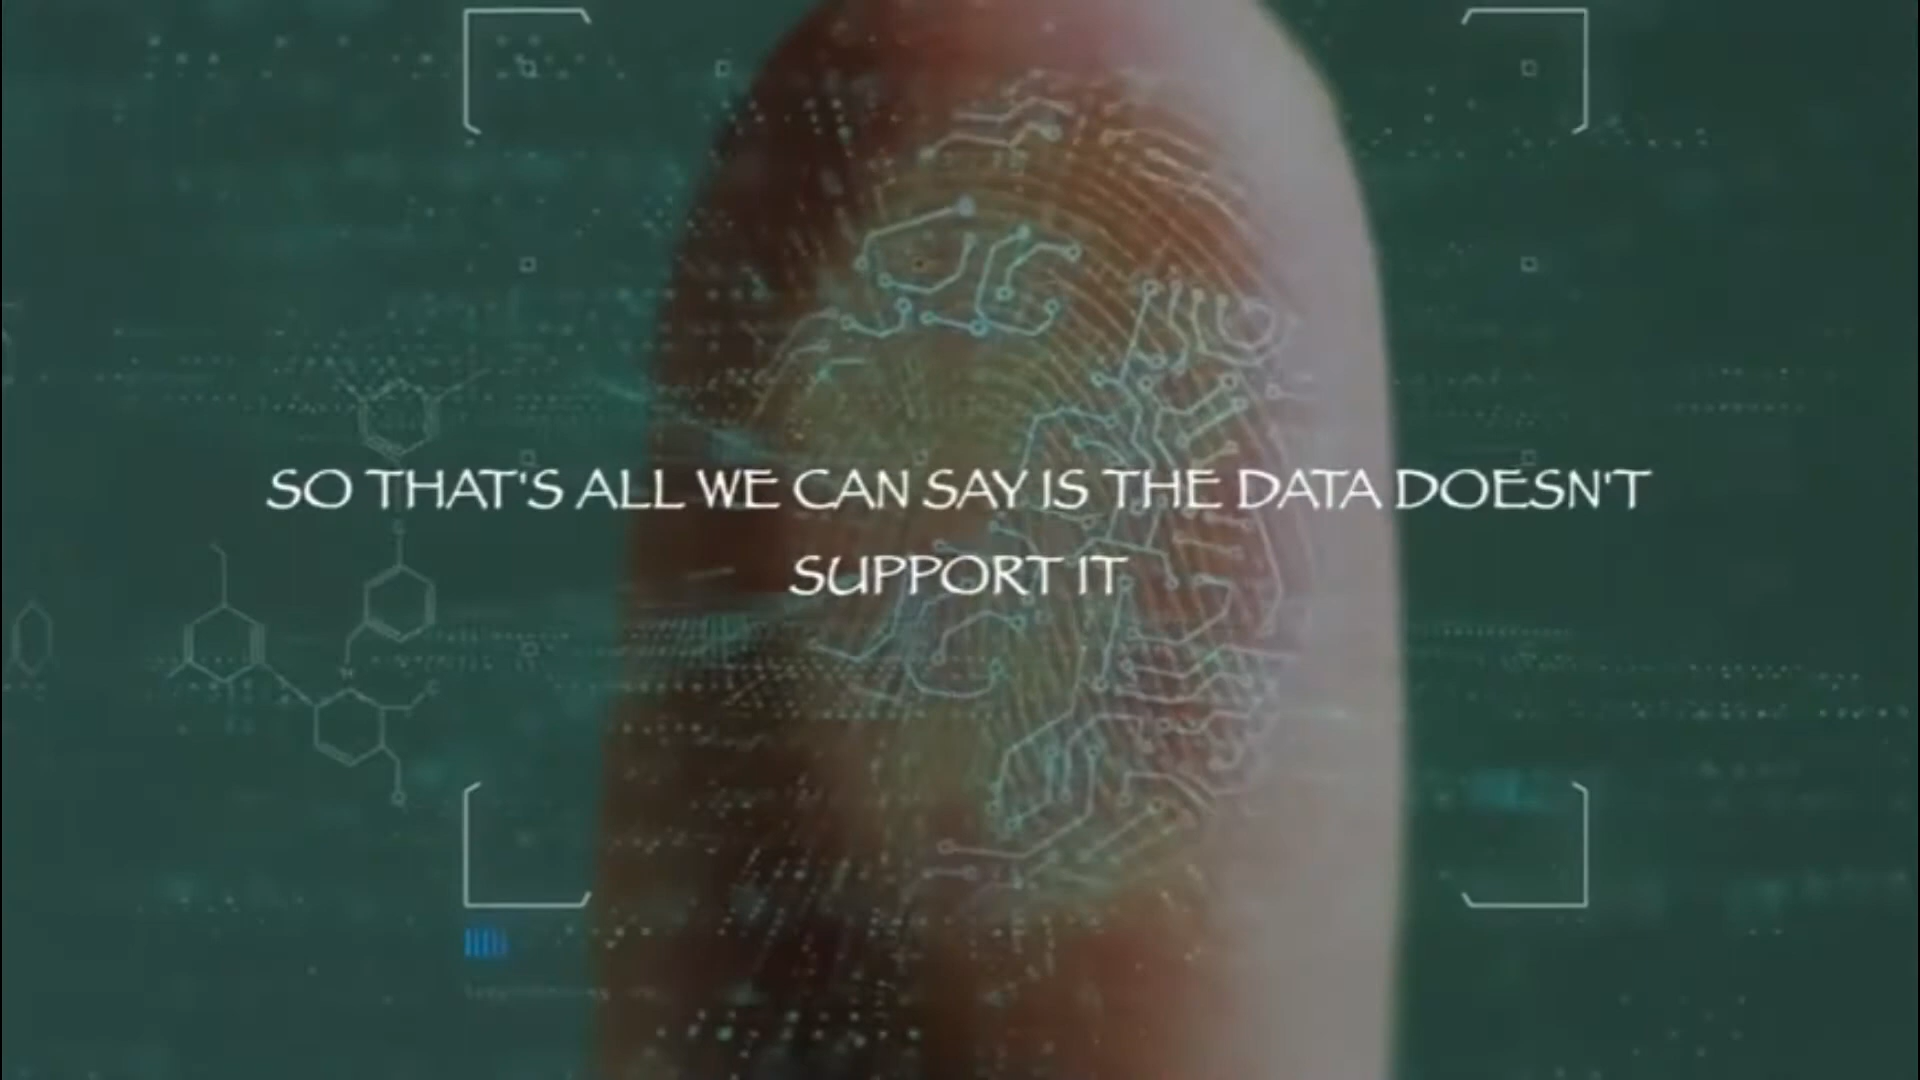 SO THAT'S ALL WE CAN SAY IS THE DATA DOESN'T
SUPPORT IT